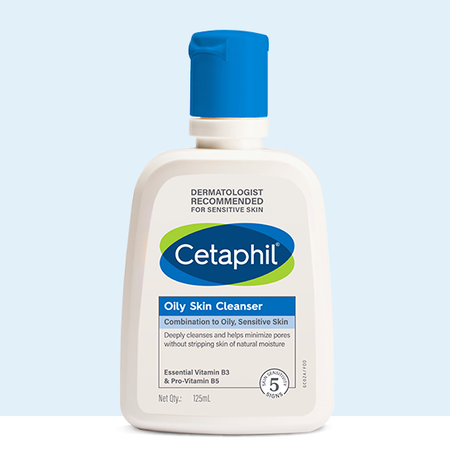 DERMATOLOGIST
RECOMMENDED
FOR SENSITIVE SKIN
Cetaphil®
Oily Skin Cleanser
Combination to Oily, Sensitive Skin
Deeply cleanses and helps minimize pores
without stripping skin of natural moisture
Essential Vitamin B3
& Pro-Vitamin B5
SKIN SENSITIVITY
5
SIGNS
Net Qty.: 125mL